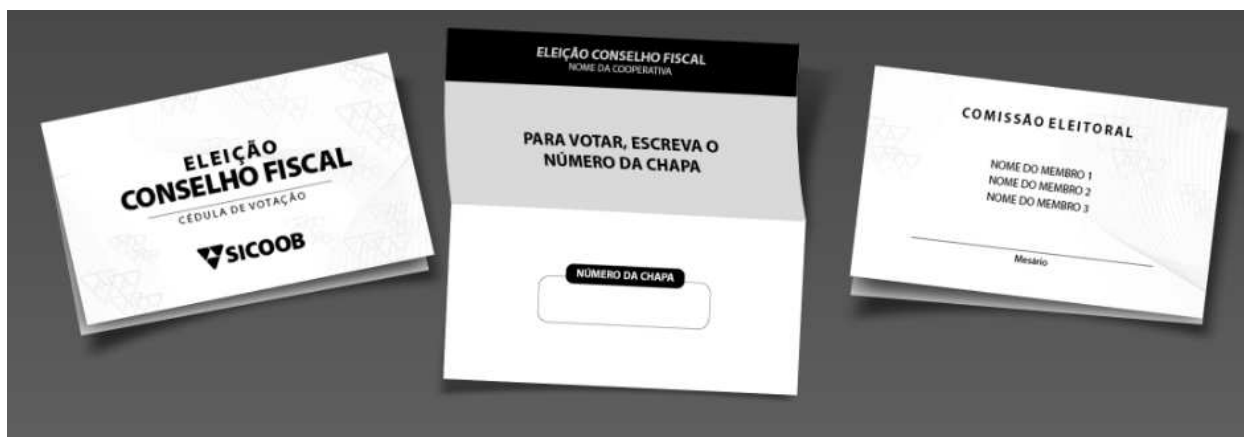 ELEIÇÃO
CONSELHO FISCAL
CÉDULA DE VOTAÇÃO
SICOOB
ELEIÇÃO CONSELHO FISCAL
NOME DA COOPERATIVA
PARA VOTAR, ESCREVA O
NÚMERO DA CHAPA
NÚMERO DA CHAPA
COMISSÃO ELEITORAL
NOME DO MEMBRO 1
NOME DO MEMBRO 2
NOME DO MEMBRO 3
Mesário